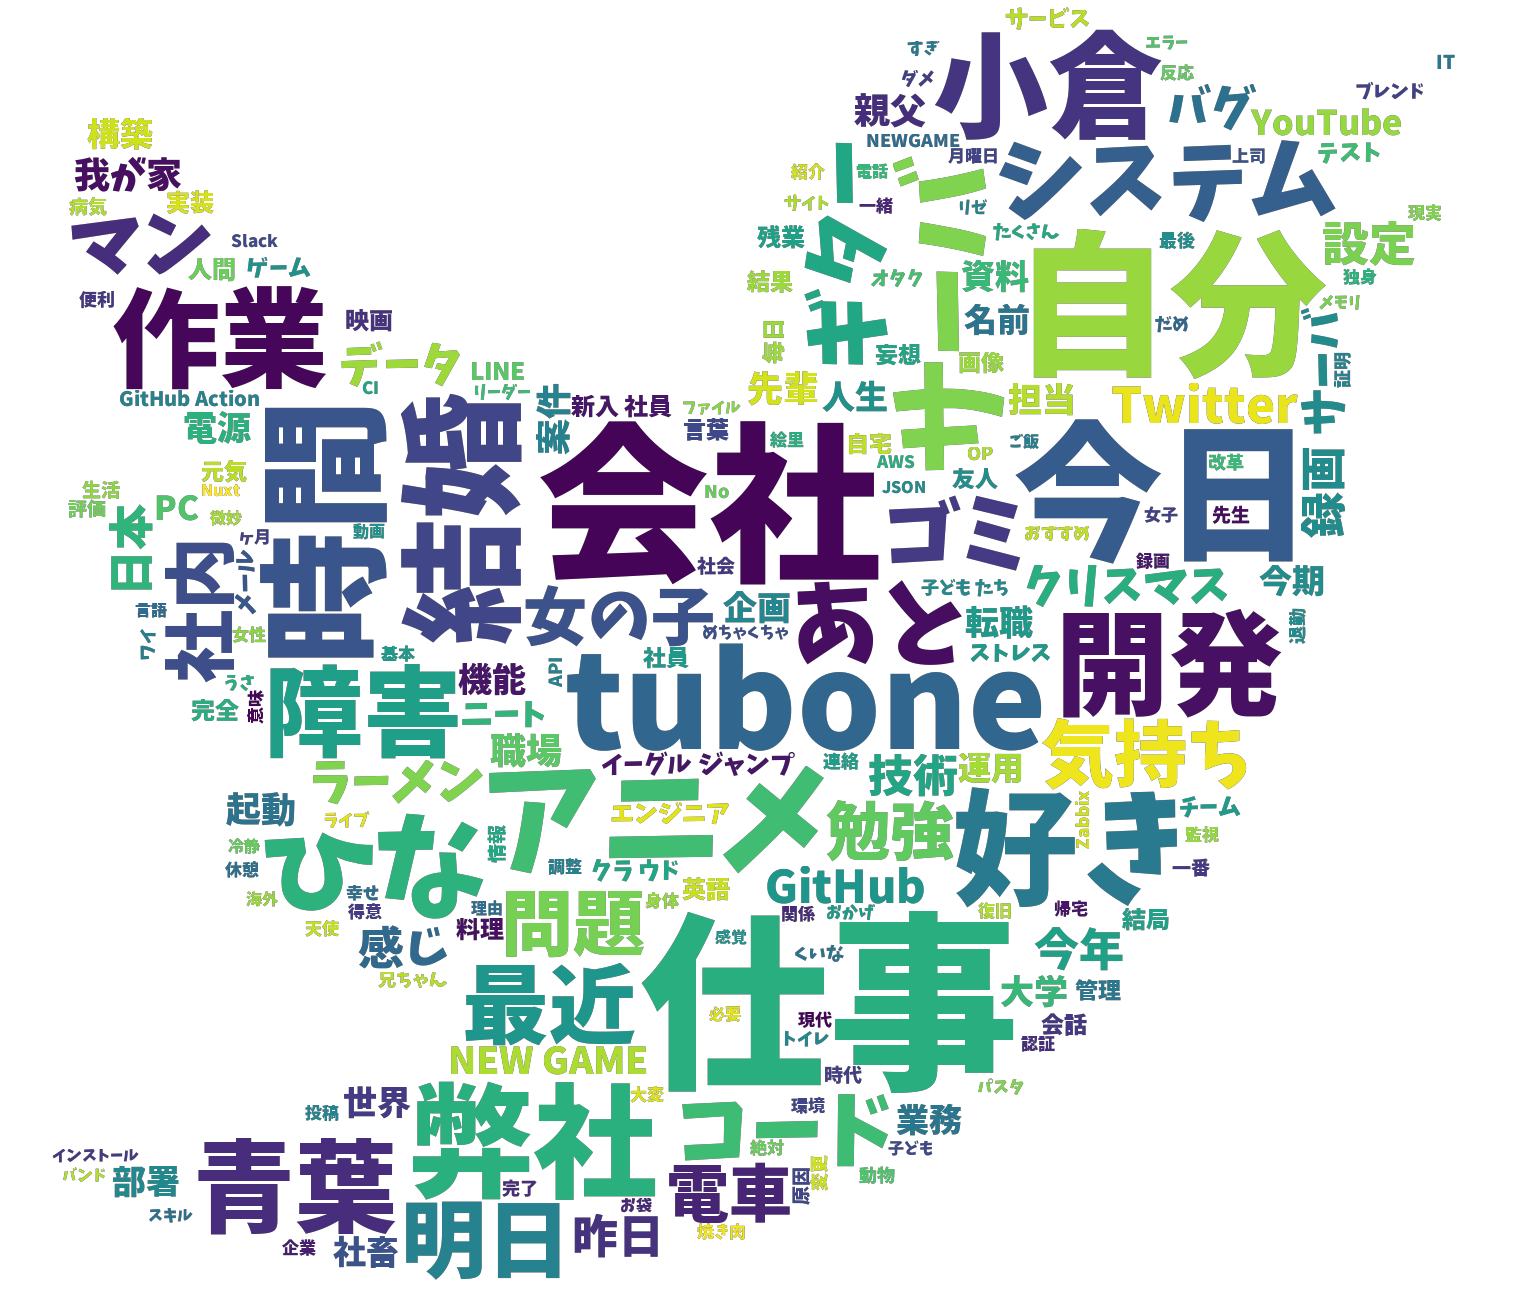 サービス
小倉
すぎ
エラー
IT
ダメ
反応
ブレンド
親父
バグ
YouTube
構築
NEWGAME
月曜日
システム
上司
テスト
我が家
紹介
電話
ギター
ジャー
病気
実装
サイト
一緒
リゼ
現実
マン
Slack
残業
たくさん
最後
設定
人間
ゲーム
結果
オタク
資料
自分
独身
便利
作業
映画
毎日
名前
だめ
メモリ
サーバ
データ
妄想
画像
証明
LINE
リーダー
CI
先輩
人生
キ
担当
Twitter
GitHub Action
案件
新入 社員
ファイル
電源
時間
結婚
会社
言葉
絵里
自宅
OP
ご飯
今日
AWS
改革
録画
元気
Nuxt
No
JSON
友人
生活
評価
PC
微妙
ゴミ
女子
先生
日本
動画
おすすめ
ヶ月
社内
メール
社会
録画
子ども たち
クリスマス
今期
言語
女の子
企画
あと
転職
開発
退勤
ワイ
女性
めちゃくちゃ
基本
社員
ストレス
障害
機能
API
tubone
うさ
意味
完全
ニート
職場
気持ち
イーグル ジャンプ
連絡
技術
運用
ラーメン
アニメ
起動
エンジニア
勉強
好き
Zabbix
チーム
ライブ
監視
ひな
情報
冷静
休憩
調整
クラウド
GitHub
一番
海外
幸せ
得意
理由
問題
身体
英語
天使
料理
仕事
関係
おかげ
復旧
帰宅
結局
感じ
感覚
くいな
今年
兄ちゃん
最近
大学
管理
必要
現代
会話
トイレ
認証
NEW GAME
時代
パスタ
世界
弊社
大変
コード
環境
業務
投稿
絶対
子ども
インストール
青葉
バンド
部署
電車
原因
変更
動物
完了
スキル
お袋
明日
昨日
焼き肉
企業
社畜